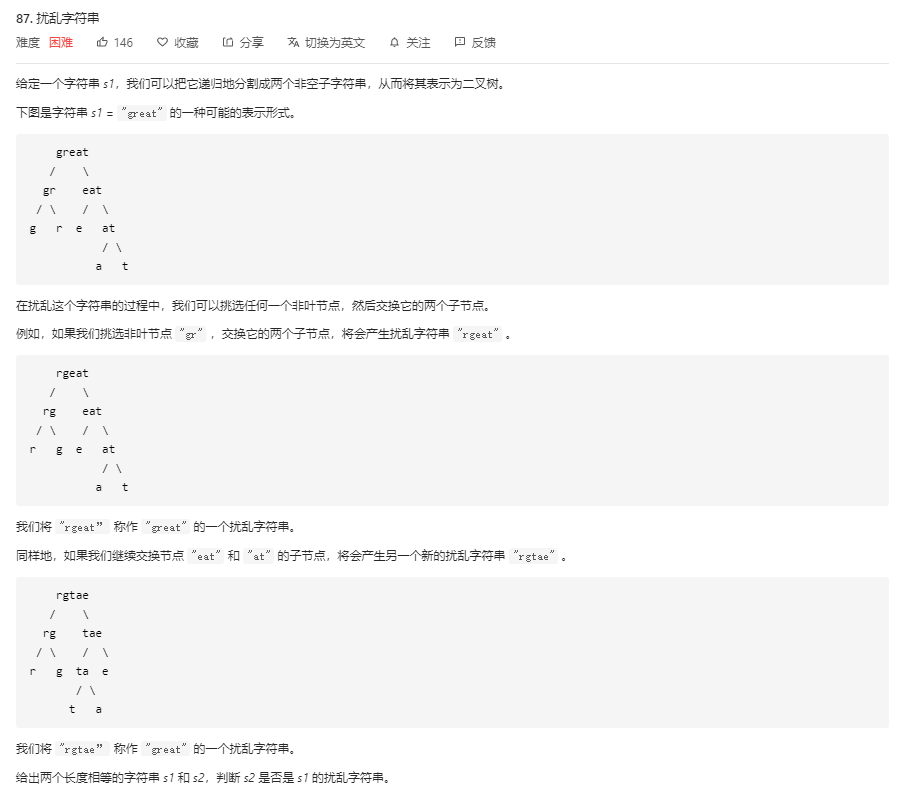 87. 扰乱字符串
难度 困难 146 收藏 分享 切换为英文 关注 反馈
给定一个字符串 s1，我们可以把它递归地分割成两个非空子字符串，从而将其表示为二叉树。
下图是字符串 s1 = "great" 的一种可能的表示形式。
great
/ \
gr eat
/ \ / \
g r e at
/ \
a t
在扰乱这个字符串的过程中，我们可以挑选任何一个非叶节点，然后交换它的两个子节点。
例如，如果我们挑选非叶节点 "gr" ，交换它的两个子节点，将会产生扰乱字符串 "rgeat" 。
rgeat
/ \
rg eat
/ \ / \
r g e at
/ \
a t
我们将 "rgeat” 称作 "great" 的一个扰乱字符串。
同样地，如果我们继续交换节点 "eat" 和 "at" 的子节点，将会产生另一个新的扰乱字符串 "rgtae" 。
rgtae
/ \
rg tae
/ \ / \
r g ta e
/ \
t a
我们将 "rgtae” 称作 "great" 的一个扰乱字符串。
给出两个长度相等的字符串 s1 和 s2，判断 s2 是否是 s1 的扰乱字符串。